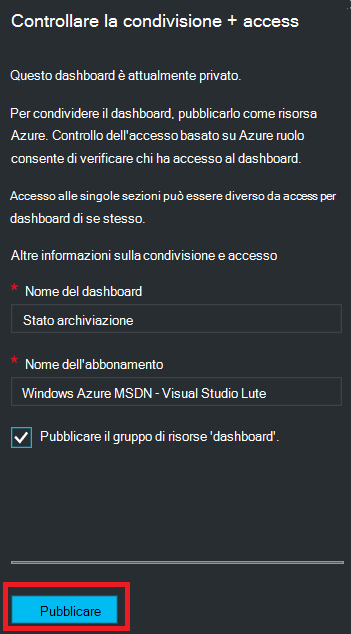 Controllare la condivisione + access
Questo dashboard è attualmente privato.
Per condividere il dashboard, pubblicarlo come risorsa
Azure. Controllo dell'accesso basato su Azure ruolo
consente di verificare chi ha accesso al dashboard.
Accesso alle singole sezioni può essere diverso da access per
dashboard di se stesso.
Altre informazioni sulla condivisione e accesso
* Nome del dashboard
Stato archiviazione
* Nome dell'abbonamento
Windows Azure MSDN - Visual Studio Lute
Pubblicare il gruppo di risorse 'dashboard'.
Pubblicare